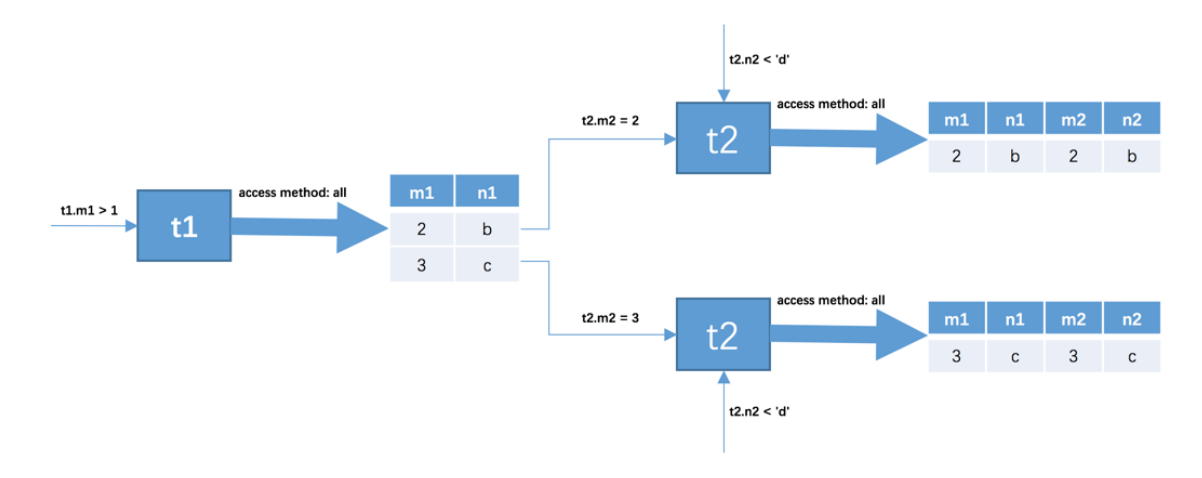 t1.m1 > 1
t1
access method: all
m1 n1
2 b
3 c
t2.m2 = 2
t2.n2 < 'd'
t2
access method: all
m1 n1 m2 n2
2 b 2 b
t2.m2 = 3
t2
access method: all
m1 n1 m2 n2
3 c 3 c
t2.n2 < 'd'